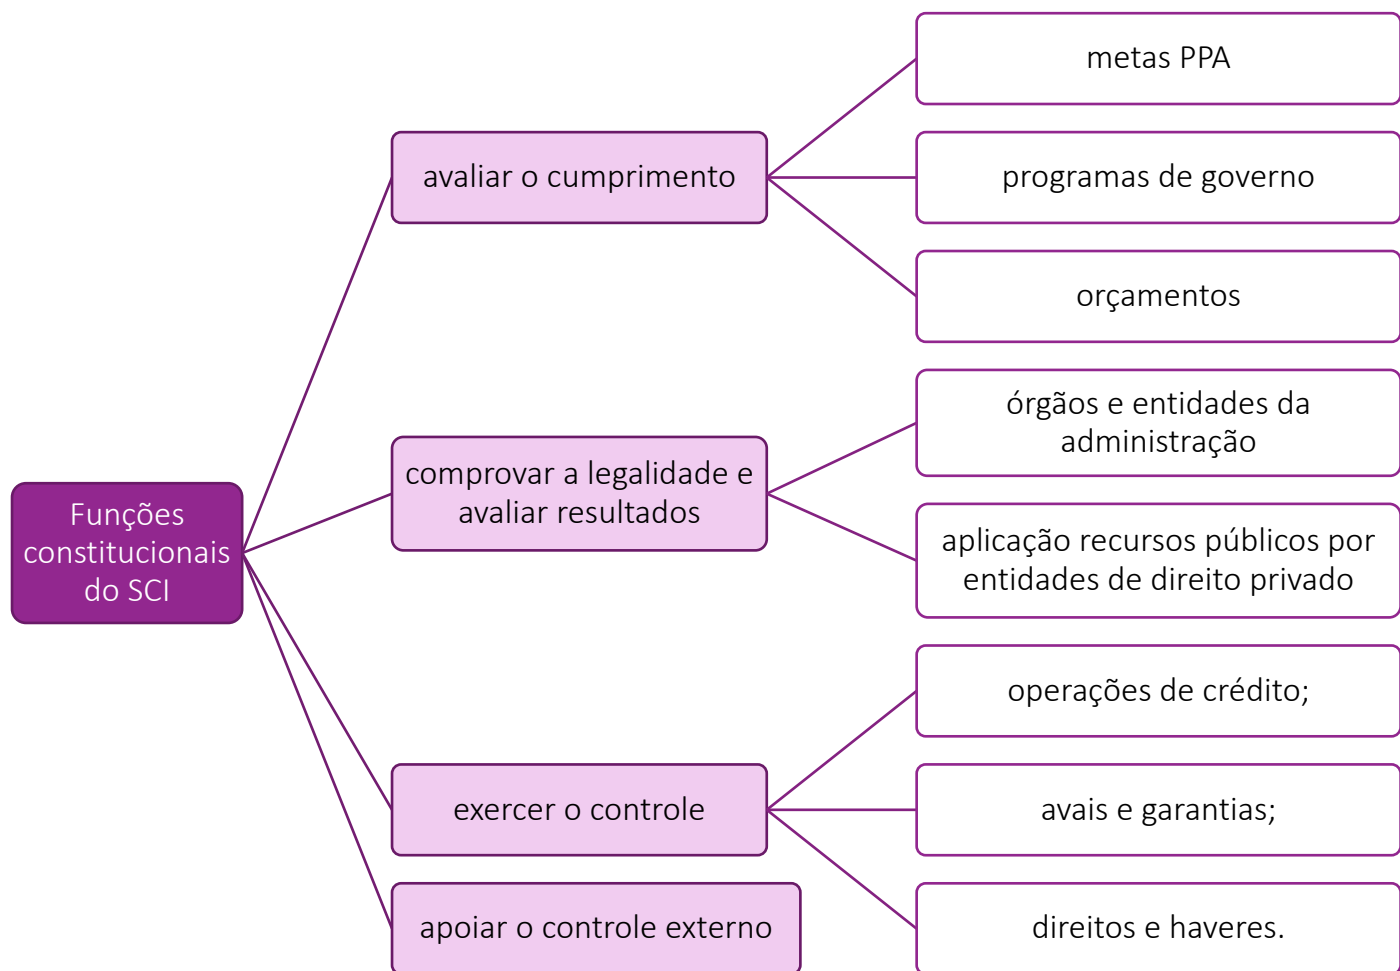 Funções
constitucionais
do SCI
avaliar o cumprimento
metas PPA
programas de governo
orçamentos
comprovar a legalidade e
avaliar resultados
órgãos e entidades da
administração
aplicação recursos públicos por
entidades de direito privado
exercer o controle
operações de crédito;
avais e garantias;
direitos e haveres.
apoiar o controle externo